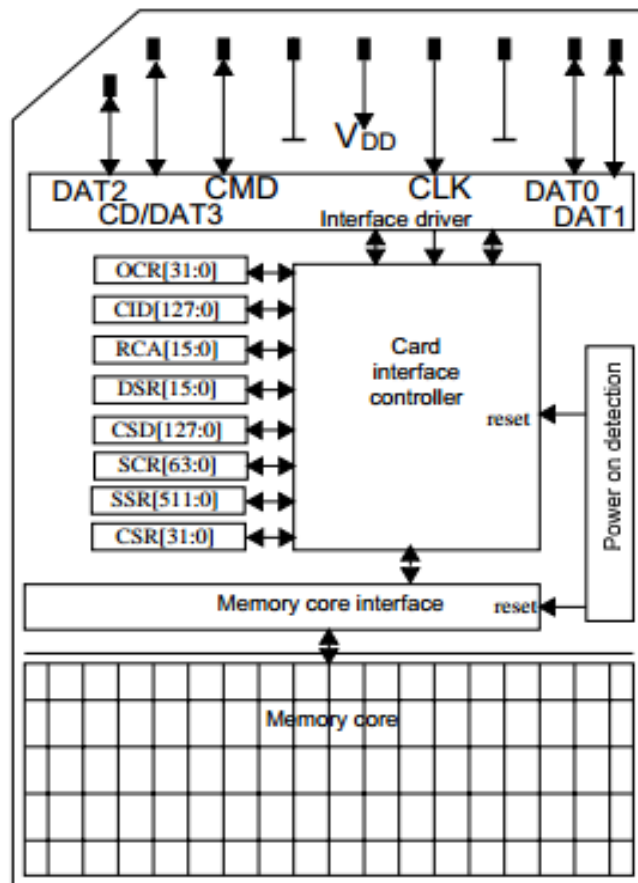 V_DD
DAT2 CMD CLK DAT0
CD/DAT3 Interface driver DAT1
OCR[31:0]
CID[127:0]
RCA[15:0]
DSR[15:0]
CSD[127:0]
SCR[63:0]
SSR[511:0]
CSR[31:0]
Card
interface
controller
reset
Power on detection
Memory core interface
reset
Memory core